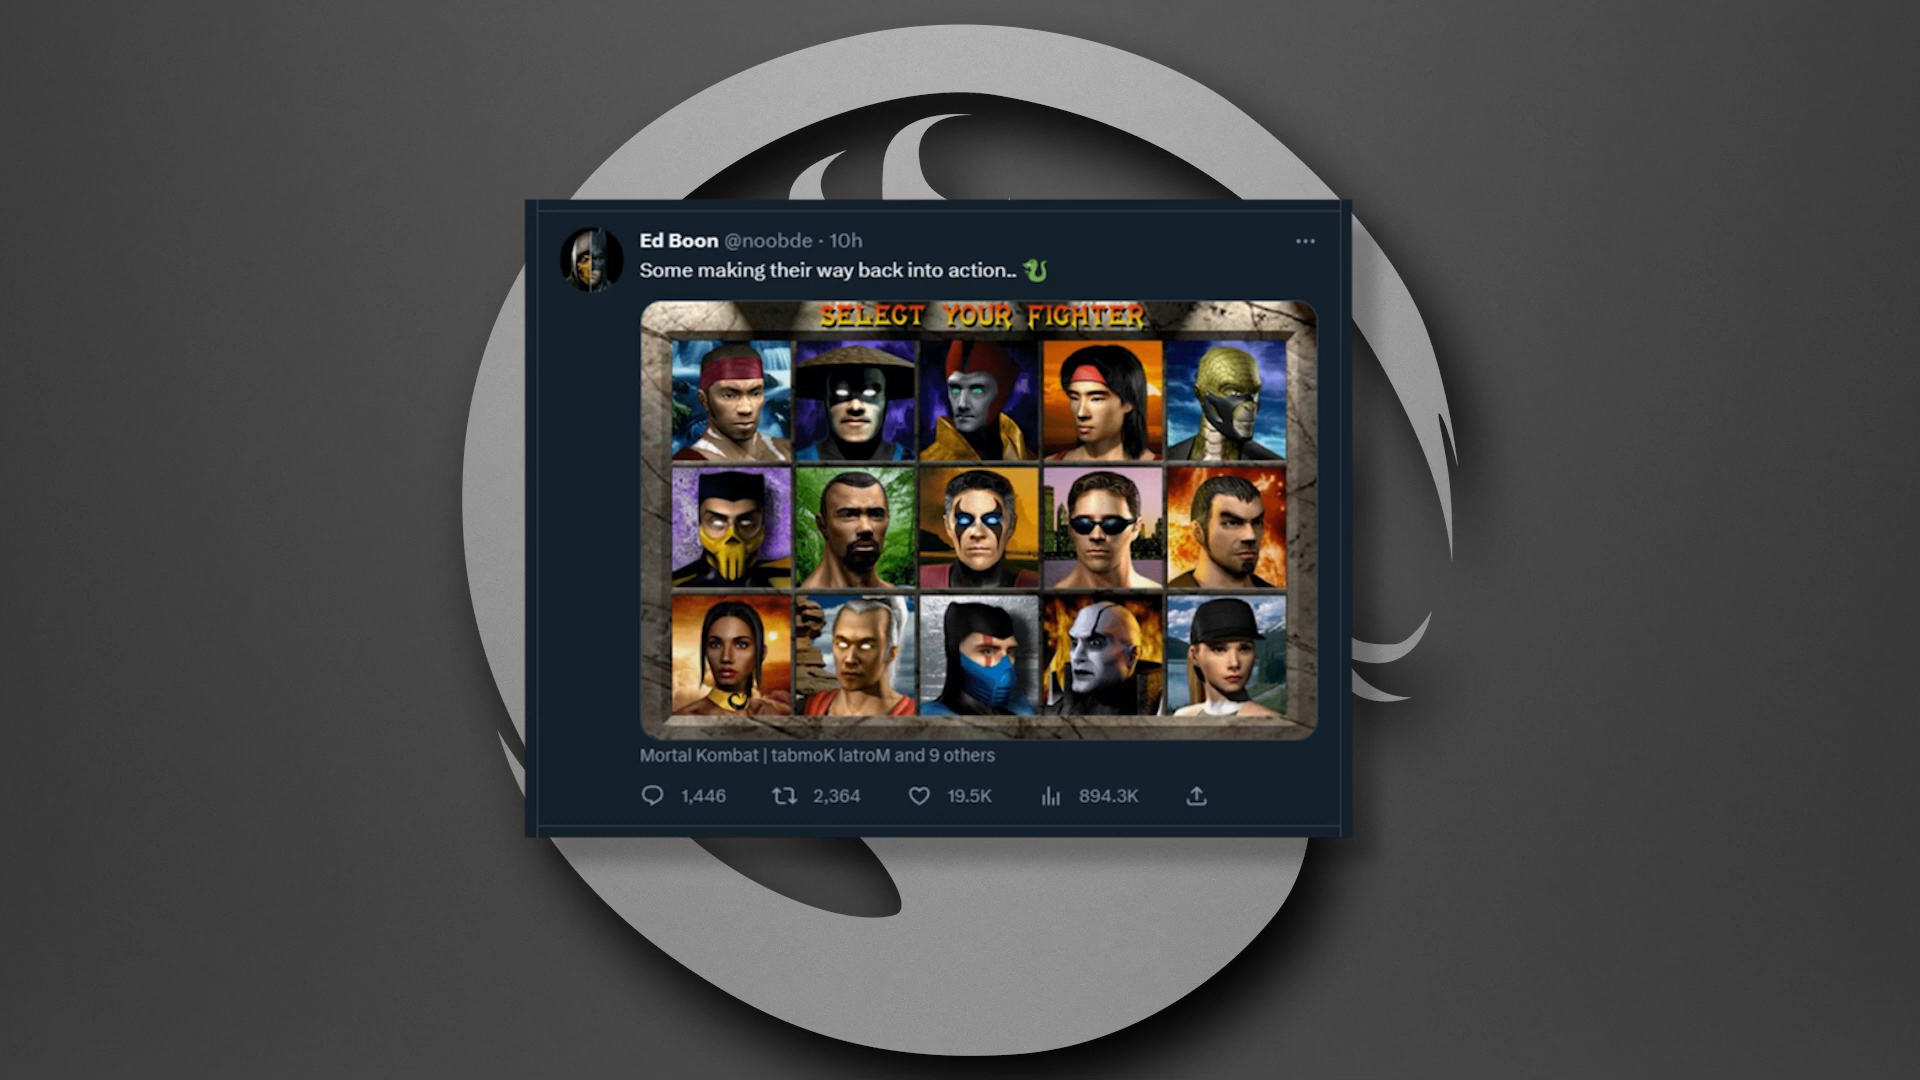 Ed Boon @noobde · 10h
Some making their way back into action.. 🐉
SELECT YOUR FIGHTER
Mortal Kombat | tabmoK latroM and 9 others
1,446 2,364 19.5K 894.3K